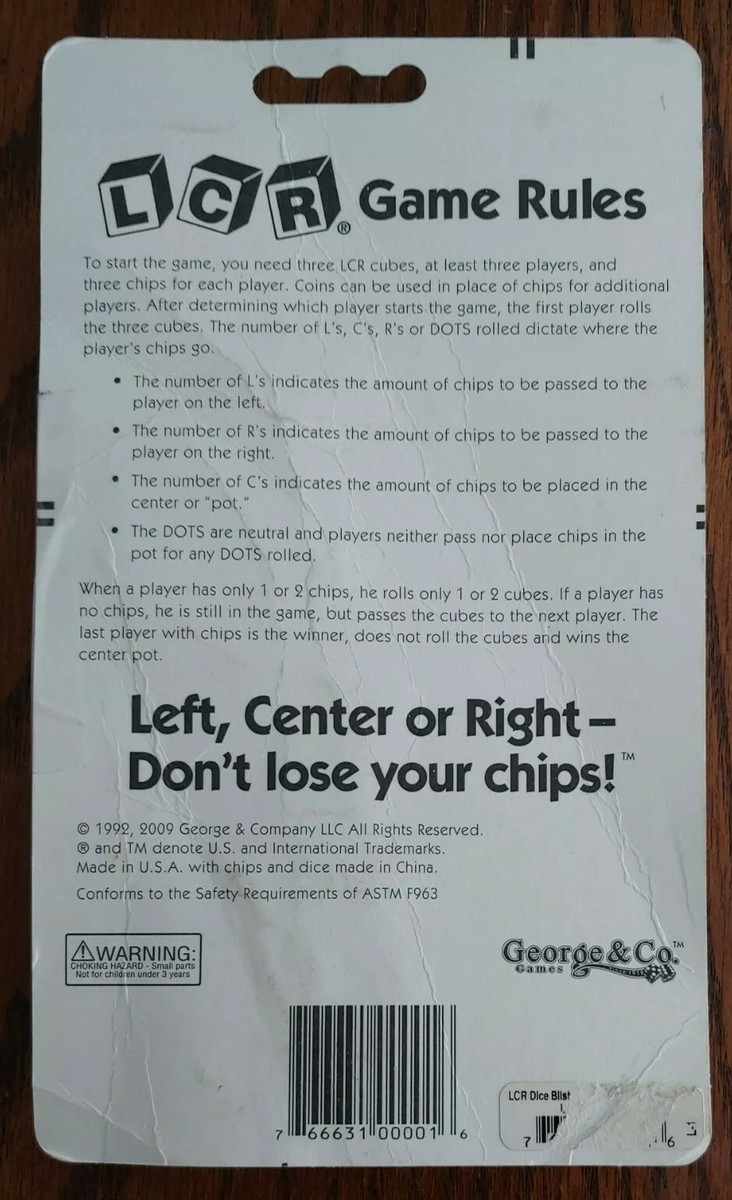 L C R® Game Rules
To start the game, you need three LCR cubes, at least three players, and
three chips for each player. Coins can be used in place of chips for additional
players. After determining which player starts the game, the first player rolls
the three cubes. The number of L's, C's, R's or DOTS rolled dictate where the
player's chips go.
• The number of L's indicates the amount of chips to be passed to the
player on the left.
• The number of R's indicates the amount of chips to be passed to the
player on the right.
• The number of C's indicates the amount of chips to be placed in the
center or "pot."
• The DOTS are neutral and players neither pass nor place chips in the
pot for any DOTS rolled.
When a player has only 1 or 2 chips, he rolls only 1 or 2 cubes. If a player has
no chips, he is still in the game, but passes the cubes to the next player. The
last player with chips is the winner, does not roll the cubes and wins the
center pot.
Left, Center or Right –
Don't lose your chips!™
© 1992, 2009 George & Company LLC All Rights Reserved.
® and TM denote U.S. and International Trademarks.
Made in U.S.A. with chips and dice made in China.
Conforms to the Safety Requirements of ASTM F963
⚠WARNING:
CHOKING HAZARD - Small parts
Not for children under 3 years
George & Co.™
Games
7 66631 00001 6
LCR Dice Blist
7 6